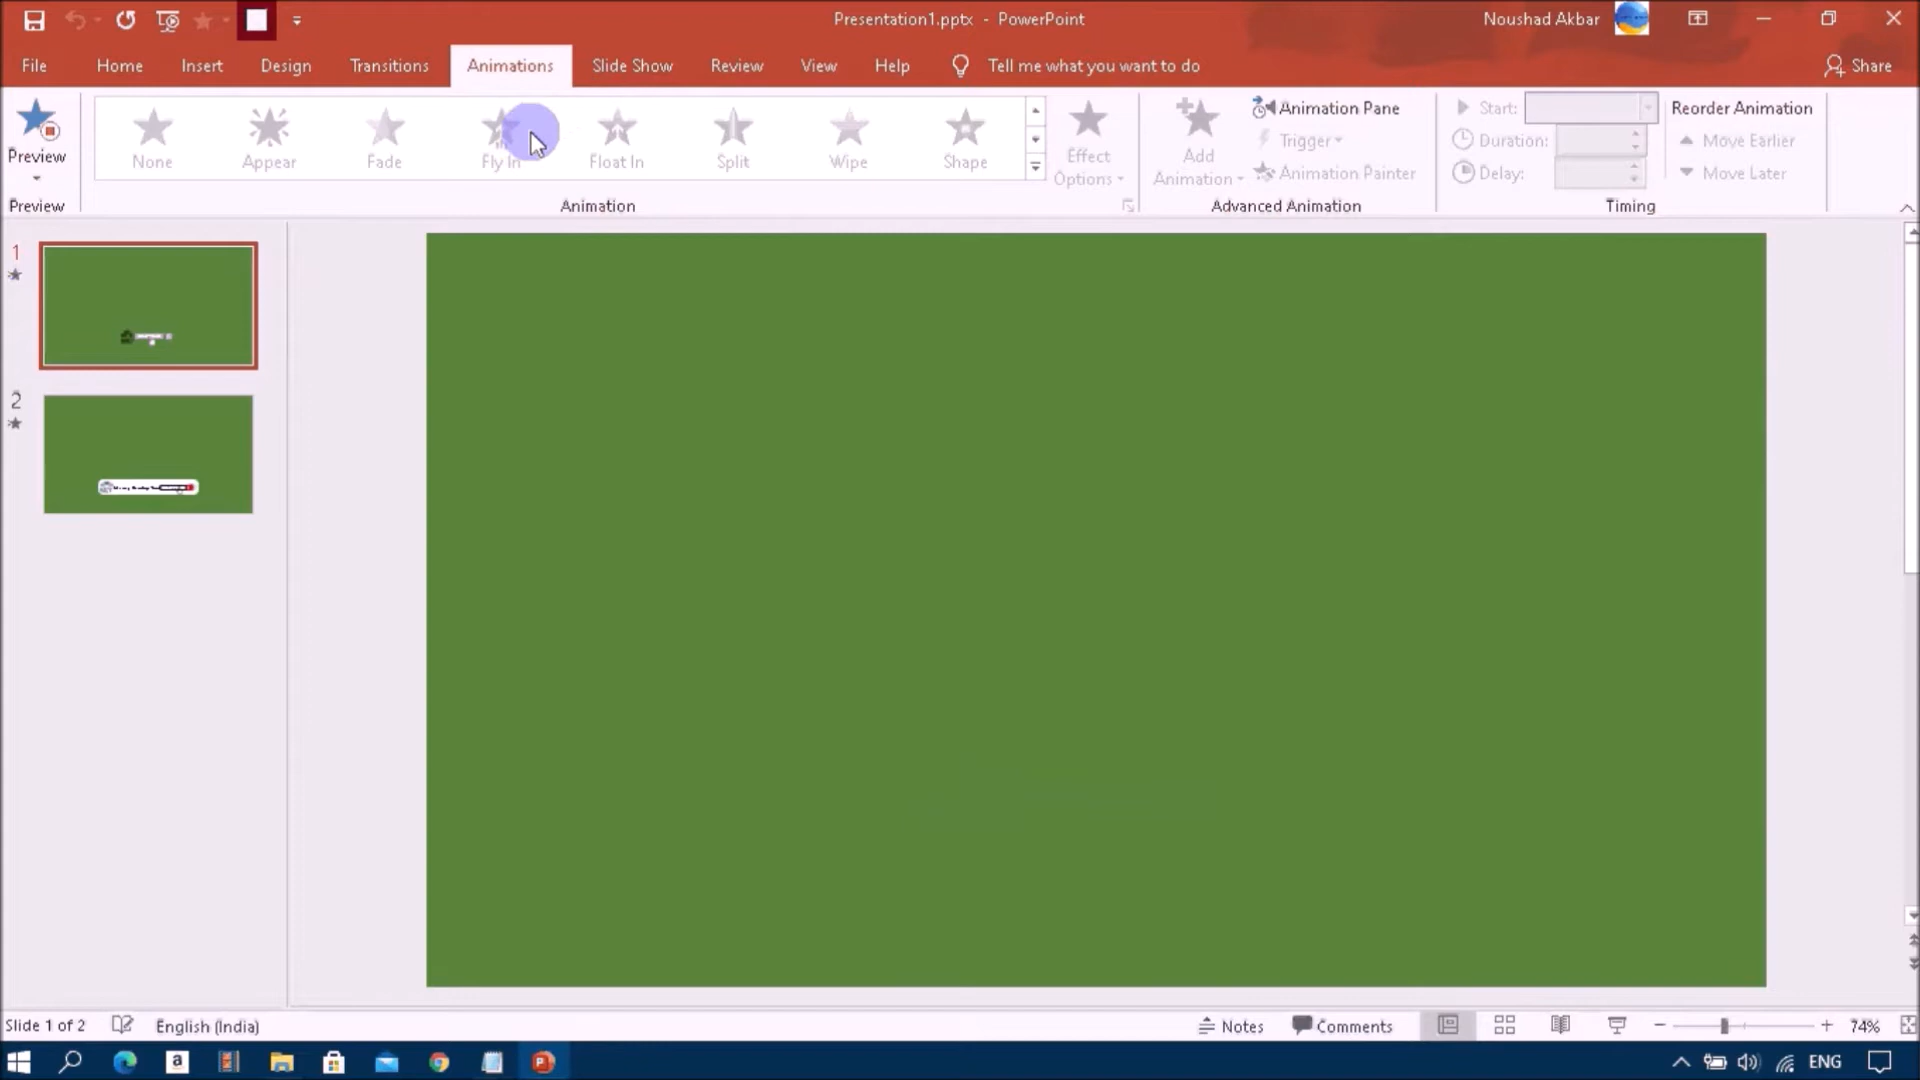 Presentation1.pptx - PowerPoint
Noushad Akbar
File Home Insert Design Transitions Animations Slide Show Review View Help Tell me what you want to do Share
Preview
None Appear Fade Fly In Float In Split Wipe Shape
Effect Options
Add Animation
Animation Pane
Trigger
Animation Painter
Start:
Duration:
Delay:
Reorder Animation
Move Earlier
Move Later
Preview Animation Advanced Animation Timing
1
2
Slide 1 of 2 English (India) Notes Comments 74%
ENG